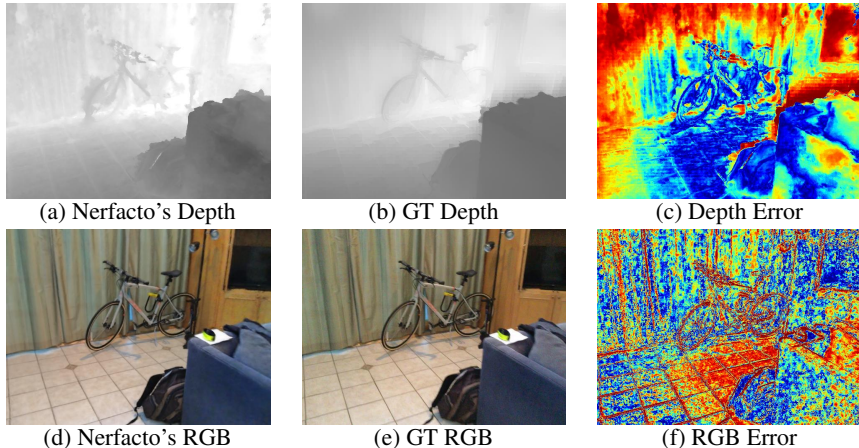 (a) Nerfacto's Depth
(b) GT Depth
(c) Depth Error
(d) Nerfacto's RGB
(e) GT RGB
(f) RGB Error